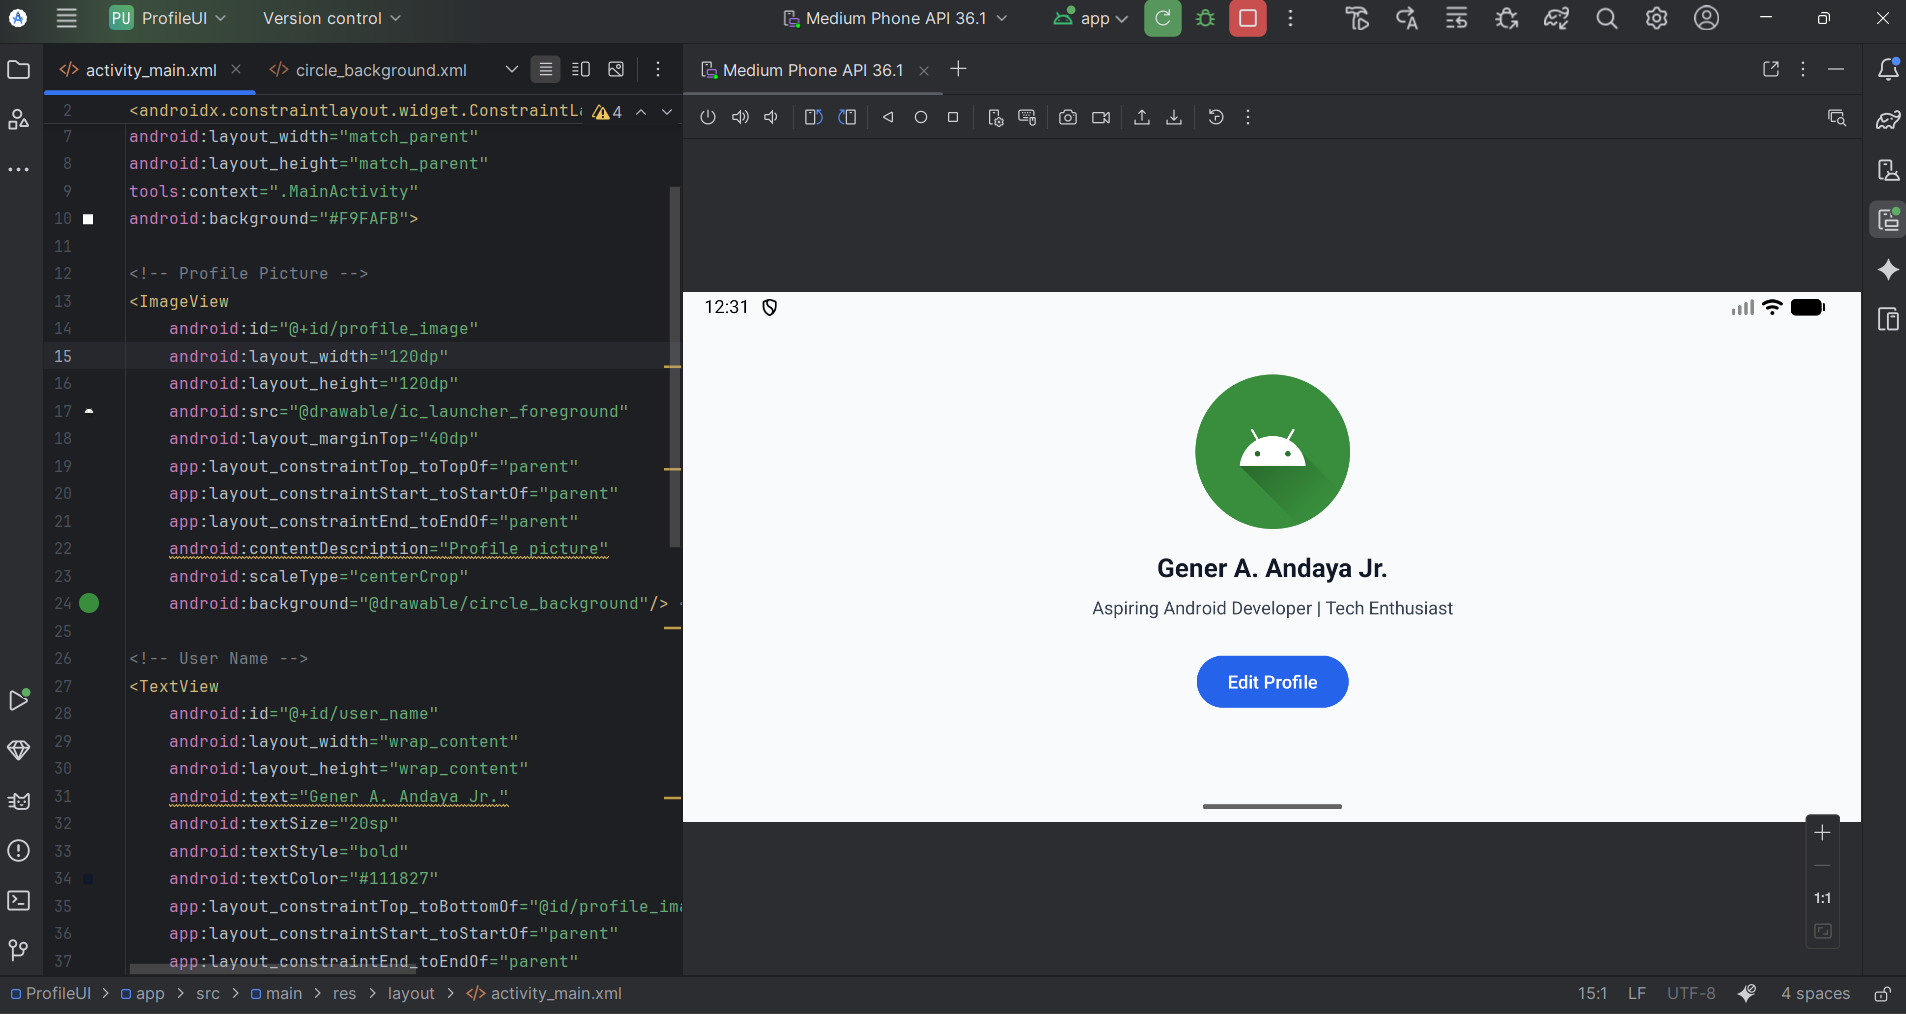 PU ProfileUI Version control Medium Phone API 36.1 app
activity_main.xml circle_background.xml Medium Phone API 36.1
2 <androidx.constraintlayout.widget.ConstraintLa 4
7 android:layout_width="match_parent"
8 android:layout_height="match_parent"
9 tools:context=".MainActivity"
10 android:background="#F9FAFB">
11
12 <!-- Profile Picture -->
13 <ImageView
14 android:id="@+id/profile_image"
15 android:layout_width="120dp"
16 android:layout_height="120dp"
17 android:src="@drawable/ic_launcher_foreground"
18 android:layout_marginTop="40dp"
19 app:layout_constraintTop_toTopOf="parent"
20 app:layout_constraintStart_toStartOf="parent"
21 app:layout_constraintEnd_toEndOf="parent"
22 android:contentDescription="Profile picture"
23 android:scaleType="centerCrop"
24 android:background="@drawable/circle_background"/>
25
26 <!-- User Name -->
27 <TextView
28 android:id="@+id/user_name"
29 android:layout_width="wrap_content"
30 android:layout_height="wrap_content"
31 android:text="Gener A. Andaya Jr."
32 android:textSize="20sp"
33 android:textStyle="bold"
34 android:textColor="#111827"
35 app:layout_constraintTop_toBottomOf="@id/profile_ima
36 app:layout_constraintStart_toStartOf="parent"
37 app:layout_constraintEnd_toEndOf="parent"
12:31
Gener A. Andaya Jr.
Aspiring Android Developer | Tech Enthusiast
Edit Profile
1:1
ProfileUI > app > src > main > res > layout > activity_main.xml
15:1 LF UTF-8 4 spaces